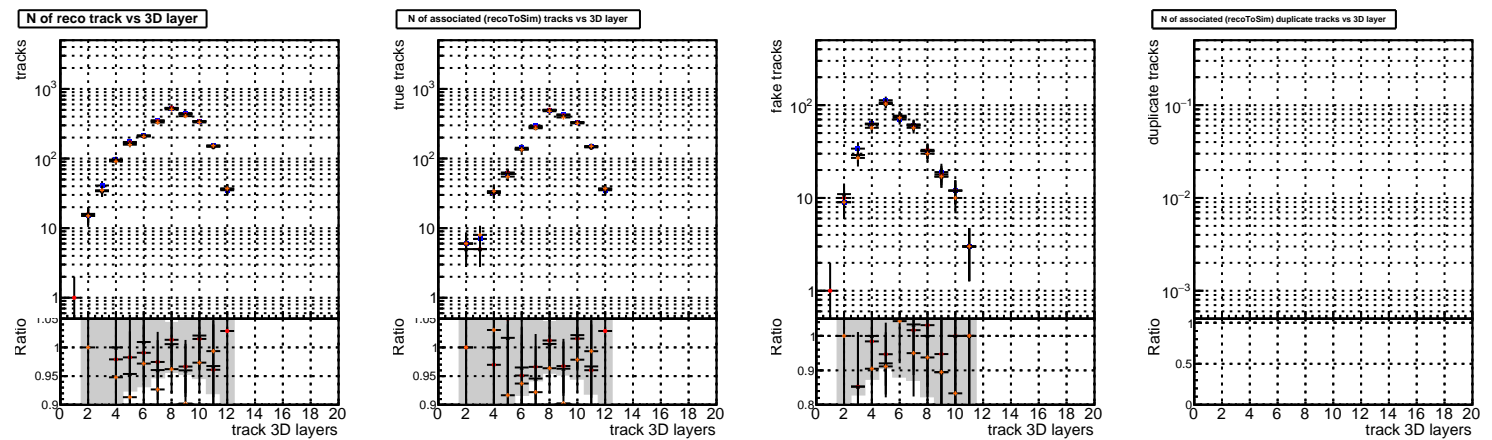 N of reco track vs 3D layer
tracks
10³
10²
10
1
Ratio
1.05
1
0.95
0.9
0 2 4 6 8 10 12 14 16 18 20
track 3D layers
N of associated (recoToSim) tracks vs 3D layer
true tracks
10³
10²
10
1
Ratio
1.05
1
0.95
0.9
0 2 4 6 8 10 12 14 16 18 20
track 3D layers
fake tracks
10²
10
1
Ratio
1
0.9
0.8
0 2 4 6 8 10 12 14 16 18 20
track 3D layers
N of associated (recoToSim) duplicate tracks vs 3D layer
duplicate tracks
10⁻¹
10⁻²
10⁻³
Ratio
1
0.5
0
0 2 4 6 8 10 12 14 16 18 20
track 3D layers